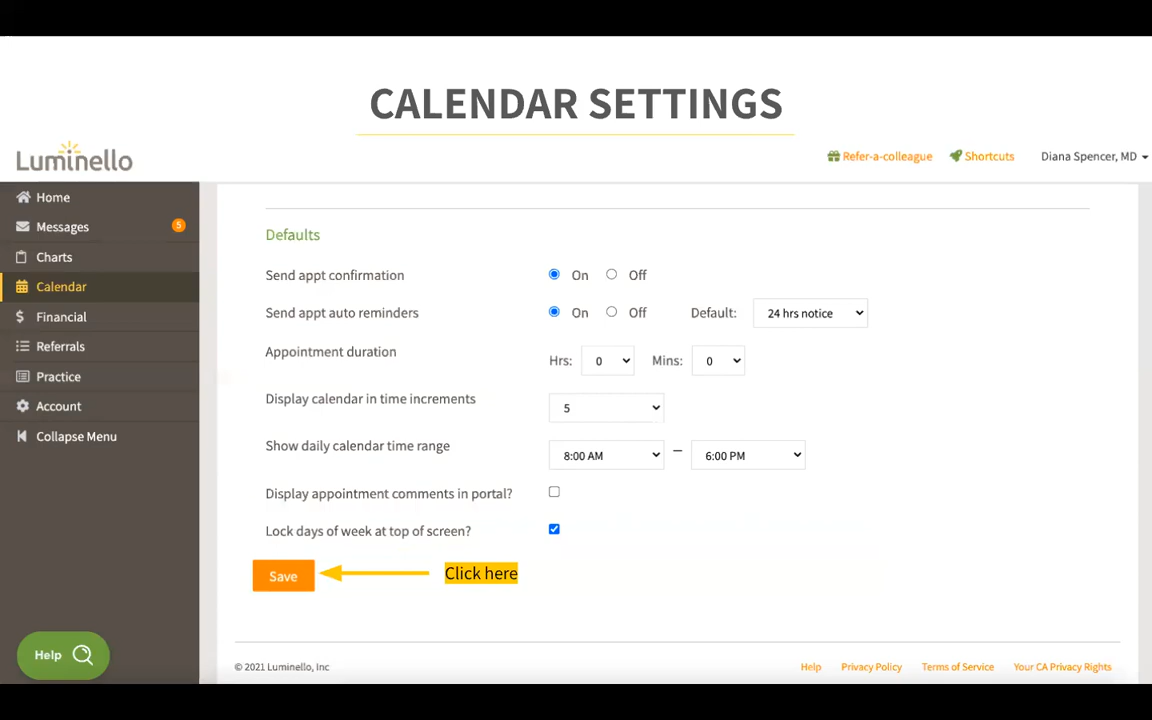 CALENDAR SETTINGS
Luminello
Refer-a-colleague
Shortcuts
Diana Spencer, MD
Home
Messages
5
Charts
Calendar
Financial
Referrals
Practice
Account
Collapse Menu
Defaults
Send appt confirmation On Off
Send appt auto reminders On Off Default: 24 hrs notice
Appointment duration Hrs: 0 Mins: 0
Display calendar in time increments 5
Show daily calendar time range 8:00 AM – 6:00 PM
Display appointment comments in portal?
Lock days of week at top of screen?
Save Click here
Help
© 2021 Luminello, Inc
Help Privacy Policy Terms of Service Your CA Privacy Rights